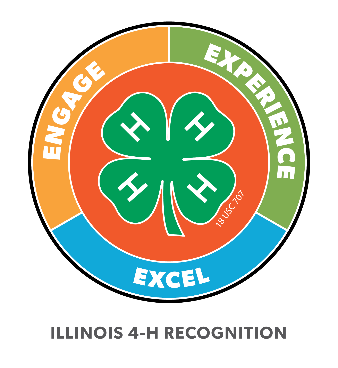 ENGAGE
EXPERIENCE
H H
H H
18 USC 707
EXCEL
ILLINOIS 4-H RECOGNITION